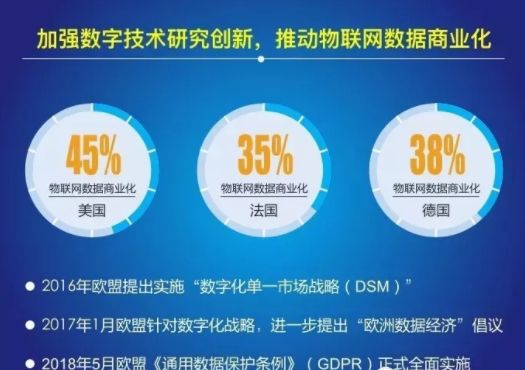 加强数字技术研究创新，推动物联网数据商业化
45%
物联网数据商业化
美国
35%
物联网数据商业化
法国
38%
物联网数据商业化
德国
● 2016年欧盟提出实施“数字化单一市场战略（DSM）”
● 2017年1月欧盟针对数字化战略，进一步提出“欧洲数据经济”倡议
● 2018年5月欧盟《通用数据保护条例》（GDPR）正式全面实施